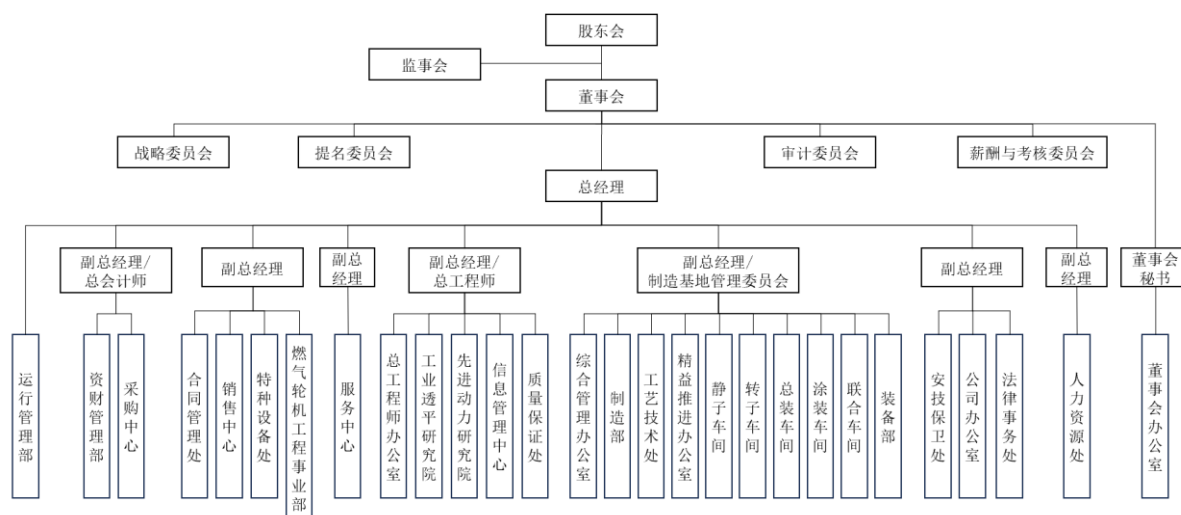 股东会
监事会
董事会
战略委员会
提名委员会
审计委员会
薪酬与考核委员会
总经理
副总经理/
总会计师
副总经理
副总
经理
副总经理/
总工程师
副总经理/
制造基地管理委员会
副总经理
副总
经理
董事会
秘书
运行管理部
资财管理部
采购中心
合同管理处
销售中心
特种设备处
燃气轮机工程事业部
服务中心
总工程师办公室
工业透平研究院
先进动力研究院
信息管理中心
质量保证处
综合管理办公室
制造部
工艺技术处
精益推进办公室
静子车间
转子车间
总装车间
涂装车间
联合车间
装备部
安技保卫处
公司办公室
法律事务处
人力资源处
董事会办公室